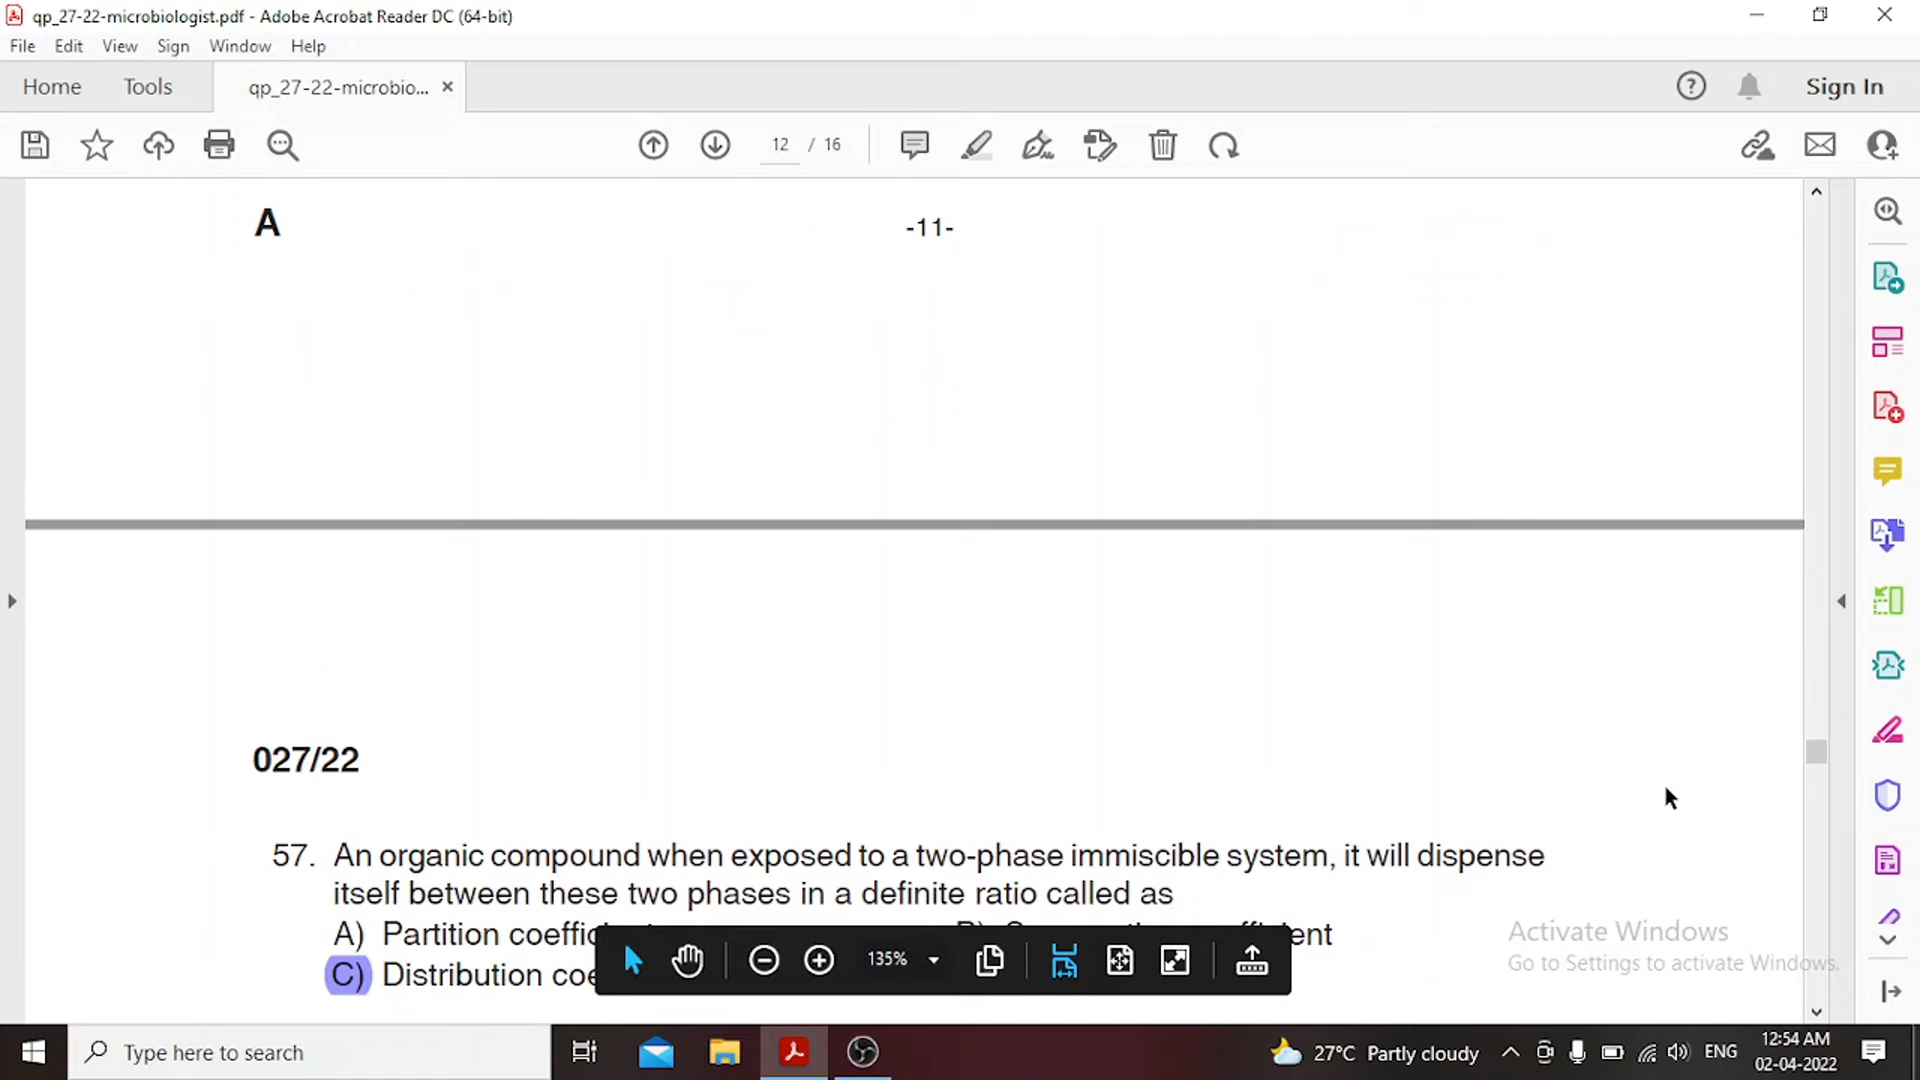 qp_27-22-microbiologist.pdf - Adobe Acrobat Reader DC (64-bit)
File Edit View Sign Window Help
Home Tools qp_27-22-microbio... × Sign In
12 / 16
A -11-
027/22
57. An organic compound when exposed to a two-phase immiscible system, it will dispense
itself between these two phases in a definite ratio called as
A) Partition
C) Distribution
135%
Activate Windows
Go to Settings to activate Windows.
Type here to search
27°C Partly cloudy ENG 12:54 AM
02-04-2022